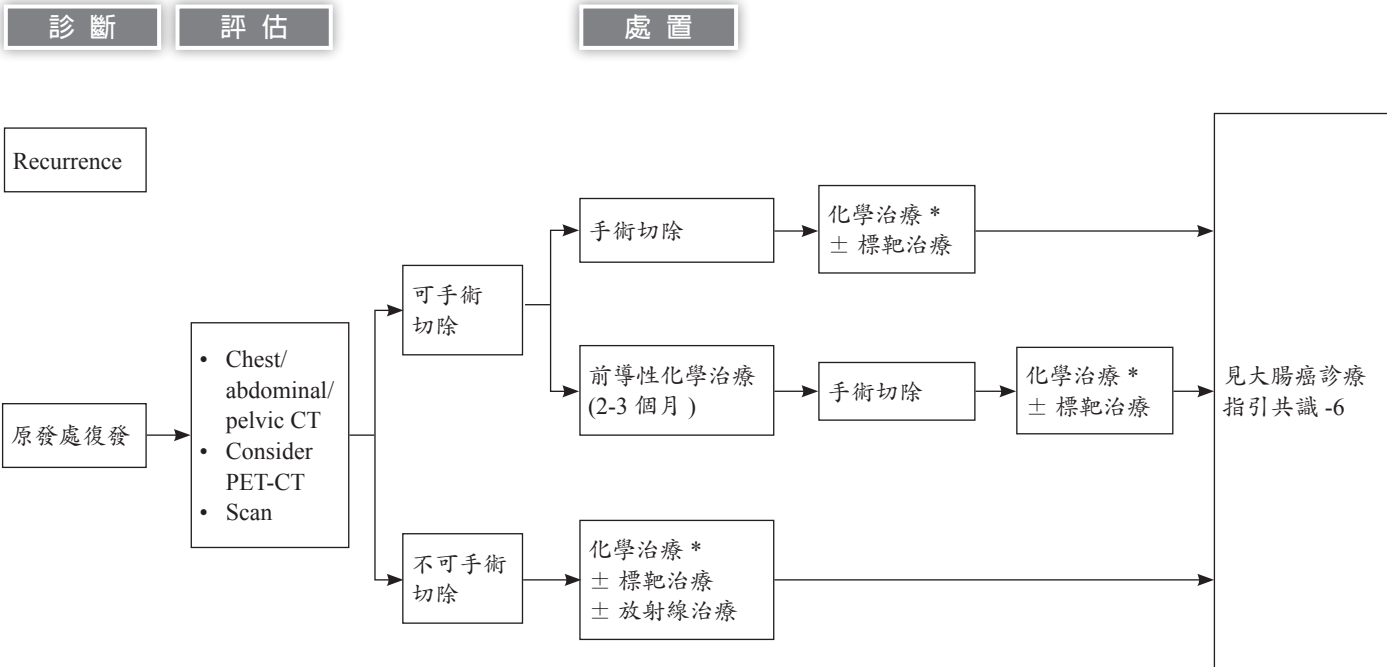 診斷
評估
處置
Recurrence
原發處復發
• Chest/
abdominal/
pelvic CT
• Consider
PET-CT
• Scan
可手術
切除
手術切除
化學治療 *
± 標靶治療
前導性化學治療
(2-3 個月 )
手術切除
化學治療 *
± 標靶治療
不可手術
切除
化學治療 *
± 標靶治療
± 放射線治療
見大腸癌診療
指引共識 -6